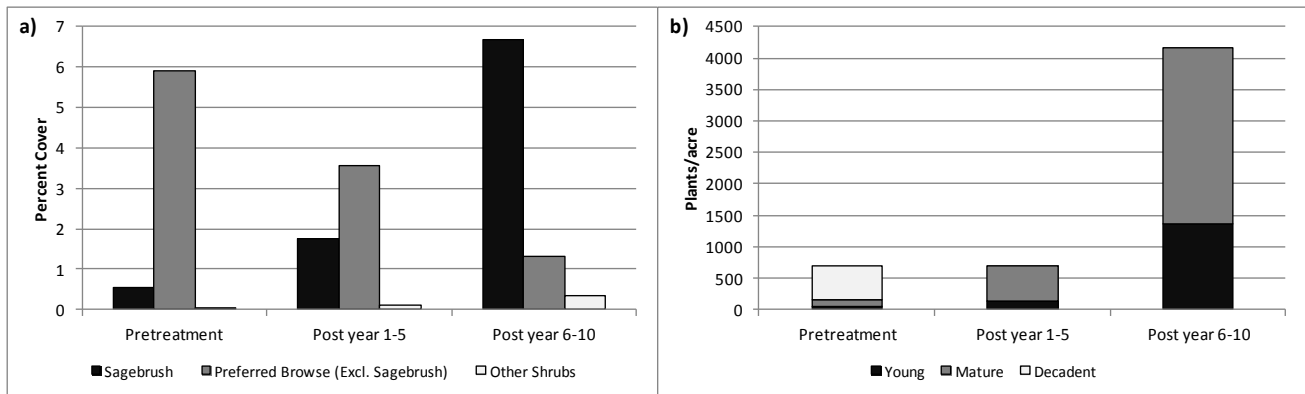 a)
7
6
5
4
3
2
1
0
Percent Cover
Pretreatment
Post year 1-5
Post year 6-10
Sagebrush
Preferred Browse (Excl. Sagebrush)
Other Shrubs
b)
4500
4000
3500
3000
2500
2000
1500
1000
500
0
Plants/acre
Pretreatment
Post year 1-5
Post year 6-10
Young
Mature
Decadent